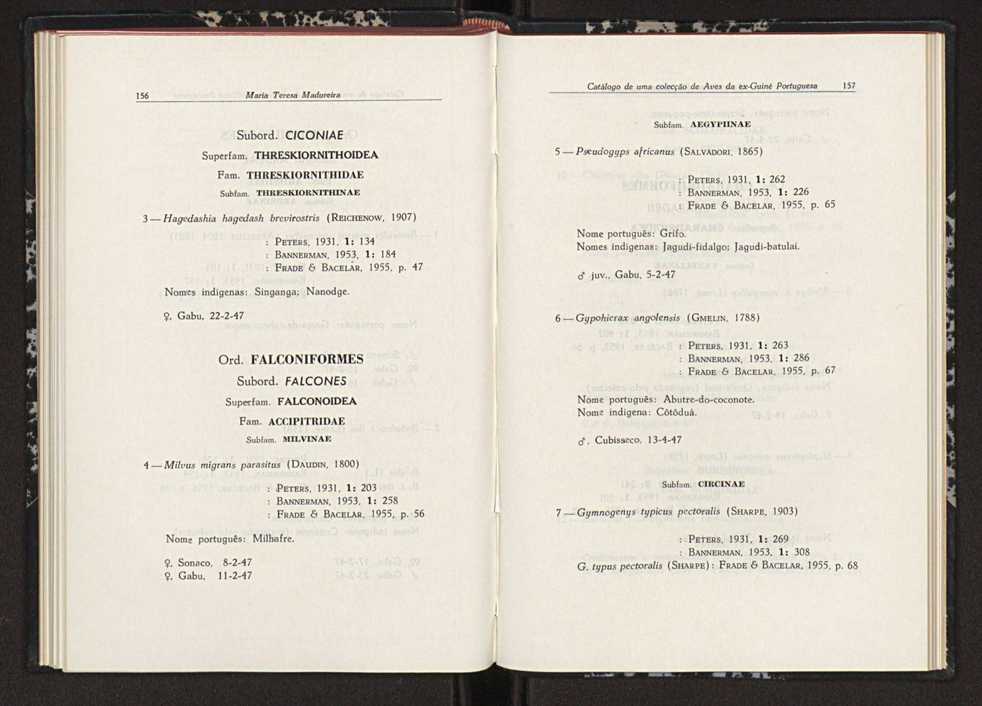 156 Maria Teresa Madureira
Subord. CICONIAE
Superfam. THRESKIORNITHOIDEA
Fam. THRESKIORNITHIDAE
Subfam. THRESKIORNITHINAE
3 — Hagedashia hagedash brevirostris (REICHENOW, 1907)
: PETERS, 1931, 1: 134
: BANNERMAN, 1953, 1: 184
: FRADE & BACELAR, 1955, p. 47
Nomes indígenas: Singanga; Nanodge.
♀, Gabu, 22-2-47
Ord. FALCONIFORMES
Subord. FALCONES
Superfam. FALCONOIDEA
Fam. ACCIPITRIDAE
Subfam. MILVINAE
4 — Milvus migrans parasitus (DAUDIN, 1800)
: PETERS, 1931, 1: 203
: BANNERMAN, 1953, 1: 258
: FRADE & BACELAR, 1955, p. 56
Nome português: Milhafre.
♀, Sonaco, 8-2-47
♀, Gabu, 11-2-47
Catálogo de uma colecção de Aves da ex-Guiné Portuguesa 157
Subfam. AEGYPIINAE
5 — Pseudogyps africanus (SALVADORI, 1865)
: PETERS, 1931, 1: 262
: BANNERMAN, 1953, 1: 226
: FRADE & BACELAR, 1955, p. 65
Nome português: Grifo.
Nomes indígenas: Jagudi-fidalgo; Jagudi-batulai.
♂ juv., Gabu, 5-2-47
6 — Gypohierax angolensis (GMELIN, 1788)
: PETERS, 1931, 1: 263
: BANNERMAN, 1953, 1: 286
: FRADE & BACELAR, 1955, p. 67
Nome português: Abutre-do-coconote.
Nome indígena: Côtôduá.
♂, Cubisseco, 13-4-47
Subfam. CIRCINAE
7 — Gymnogenys typicus pectoralis (SHARPE, 1903)
: PETERS, 1931, 1: 269
: BANNERMAN, 1953, 1: 308
G. typus pectoralis (SHARPE): FRADE & BACELAR, 1955, p. 68